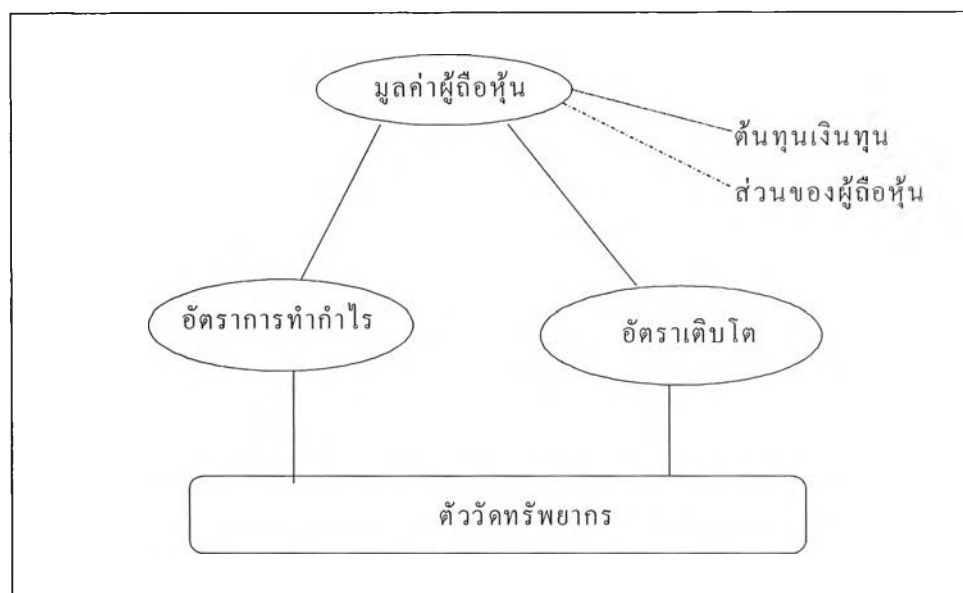 มูลค่าผู้ถือหุ้น
ต้นทุนเงินทุน
ส่วนของผู้ถือหุ้น
อัตราการทำกำไร
อัตราเติบโต
ตัววัดทรัพยากร